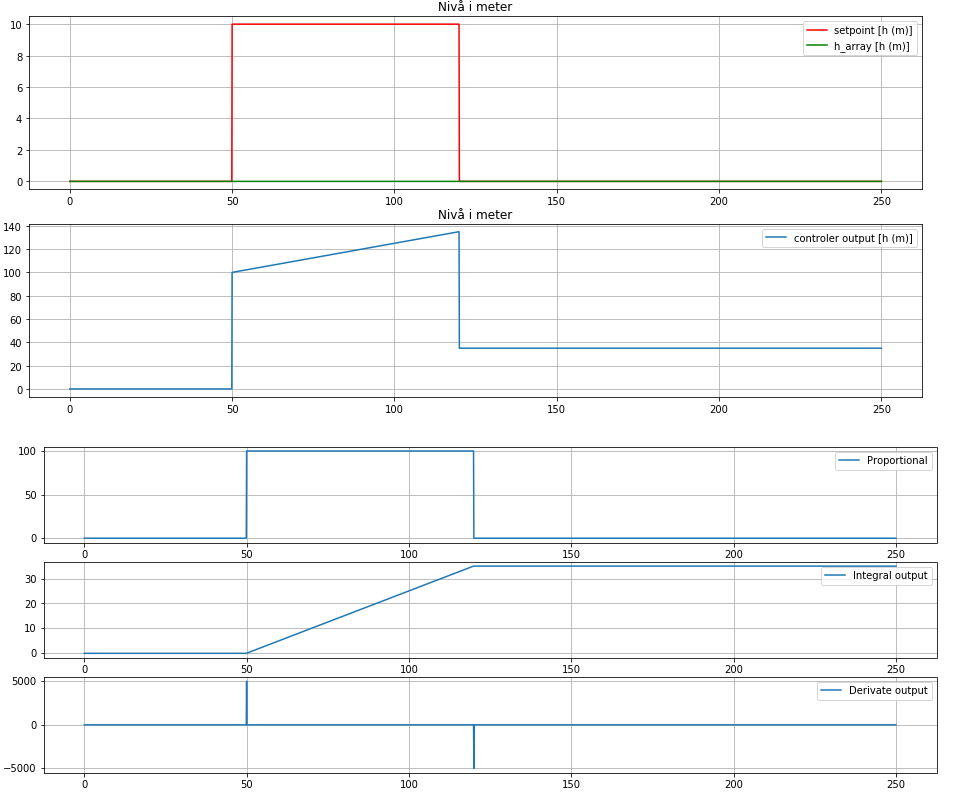 Nivå i meter
10
8
6
4
2
0
setpoint [h (m)]
h_array [h (m)]
0 50 100 150 200 250
Nivå i meter
140
120
100
80
60
40
20
0
controler output [h (m)]
0 50 100 150 200 250
100
50
0
Proportional
0 50 100 150 200 250
30
20
10
0
Integral output
0 50 100 150 200 250
5000
0
−5000
Derivate output
0 50 100 150 200 250